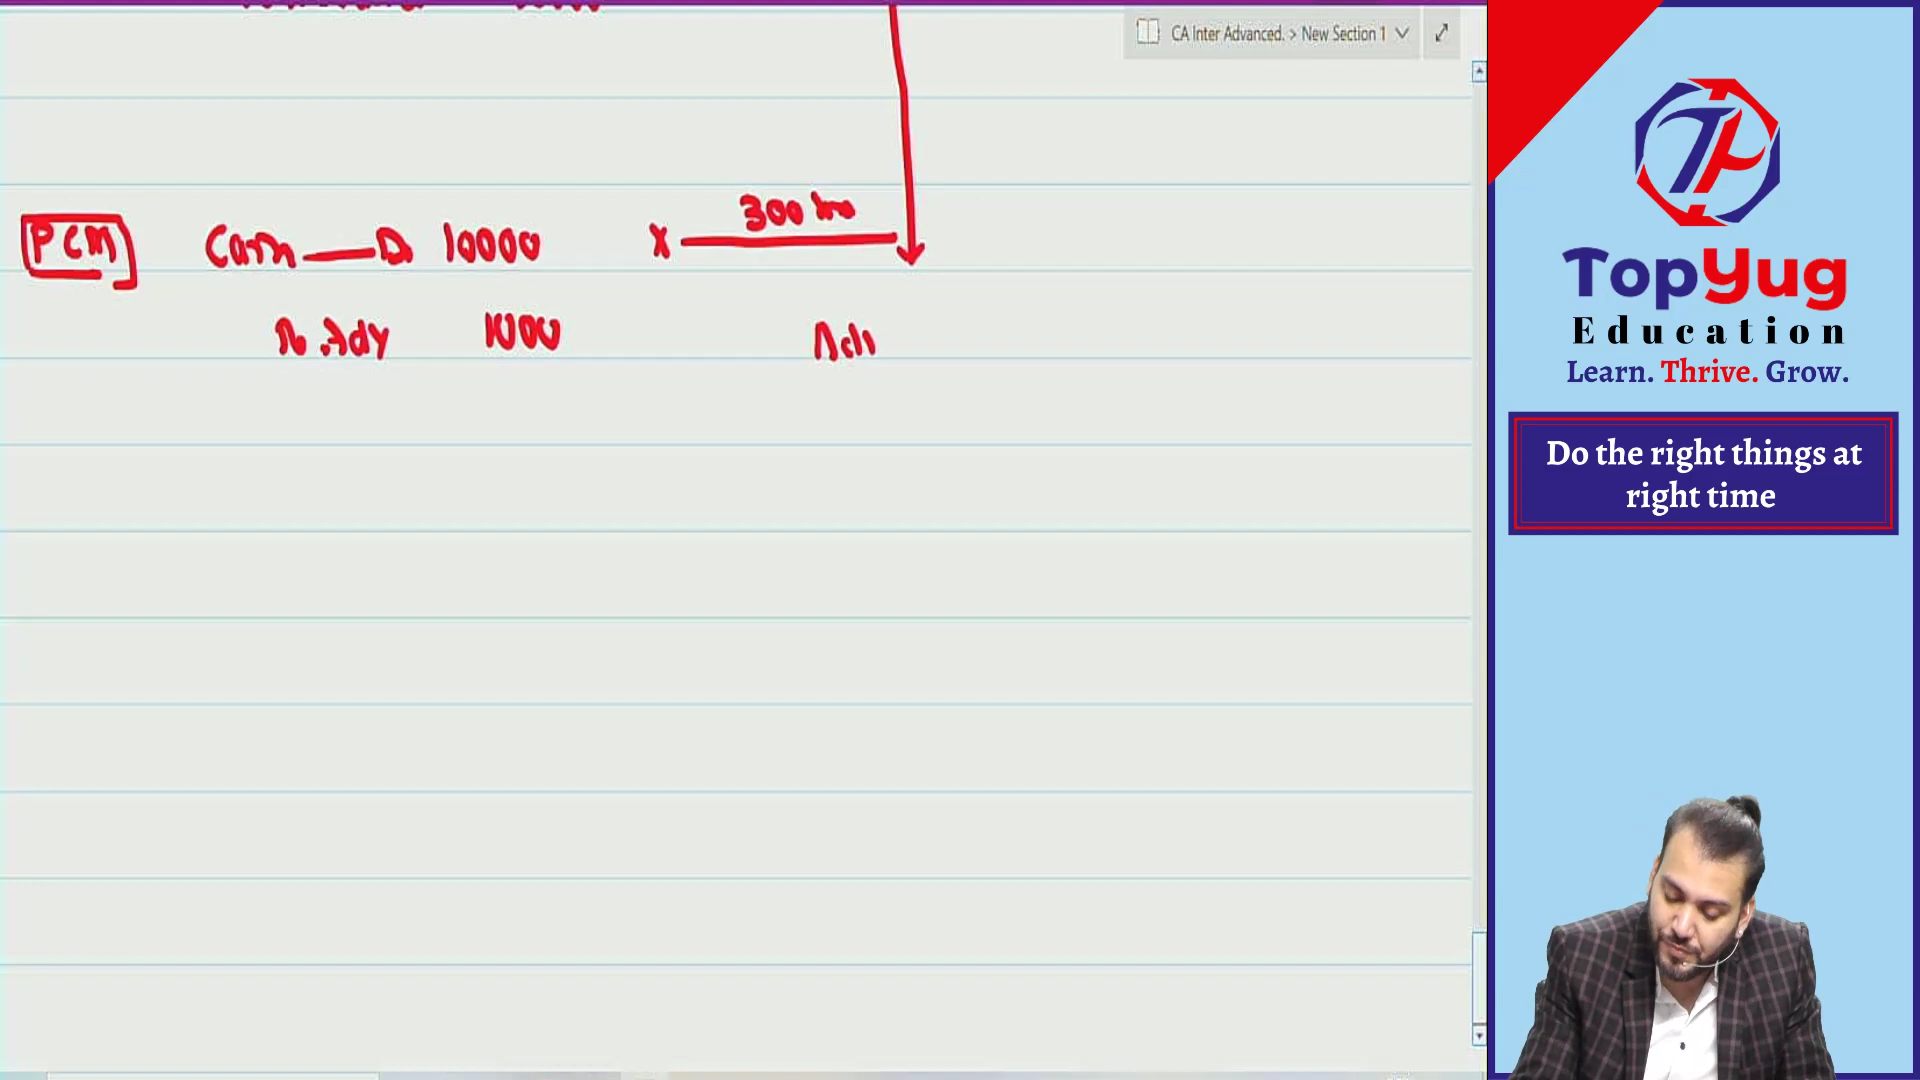 CA Inter Advanced. > New Section 1
300 hrs
PCM Cash 10000 X
1000
TopYug
Education
Learn. Thrive. Grow.
Do the right things at
right time